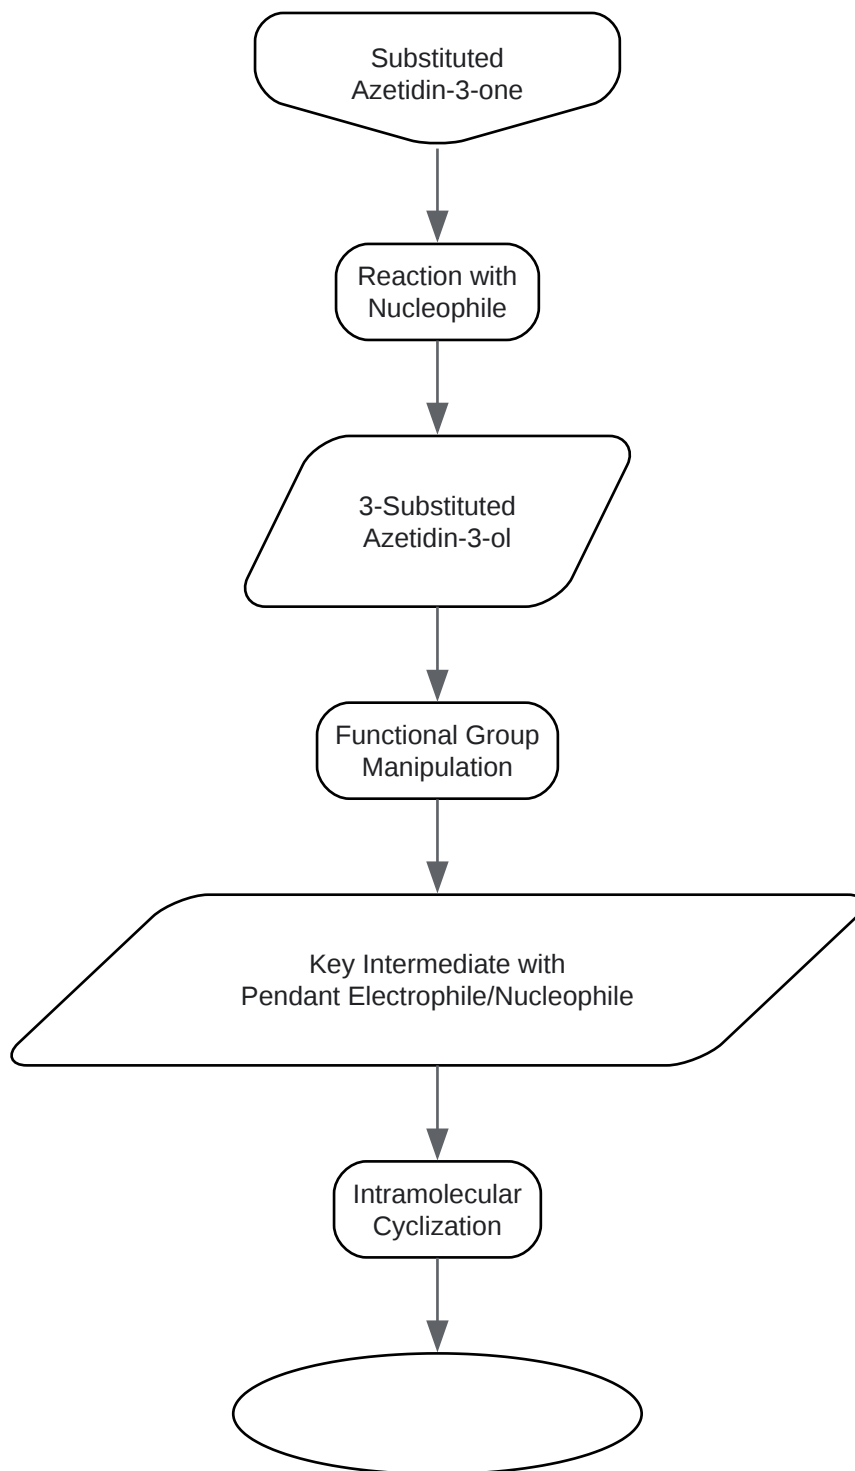 Substituted
Azetidin-3-one
Reaction with
Nucleophile
3-Substituted
Azetidin-3-ol
Functional Group
Manipulation
Key Intermediate with
Pendant Electrophile/Nucleophile
Intramolecular
Cyclization